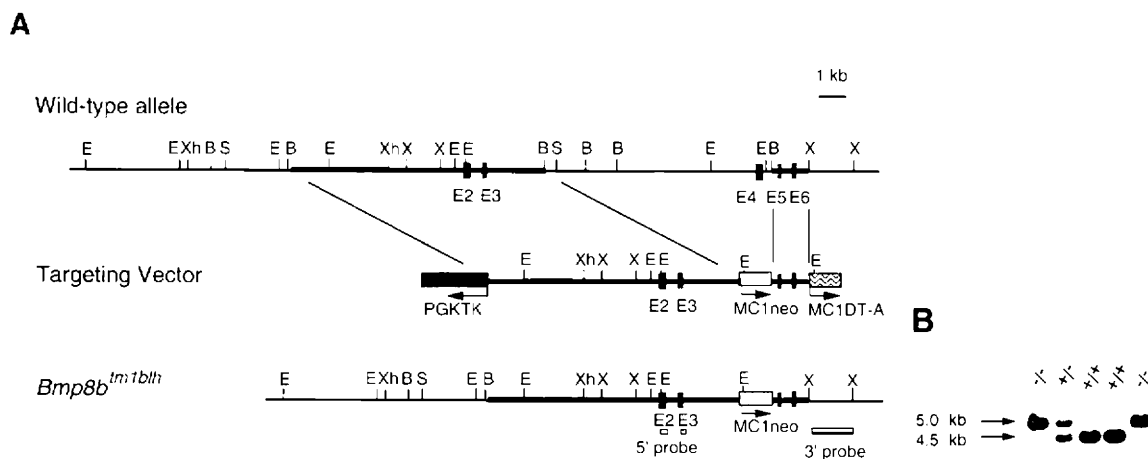 A
1 kb
Wild-type allele
E E Xh B S E B E Xh X X E E B S B B E E B X X
E2 E3 E4 E5 E6
Targeting Vector
E Xh X X E E E E
PGKTK E2 E3 MC1neo MC1DT-A
Bmp8b tm1blh
E E Xh B S E B E Xh X X E E E X X
E2 E3 MC1neo
5' probe 3' probe
B
-/- +/- +/+ +/+ -/-
5.0 kb
4.5 kb